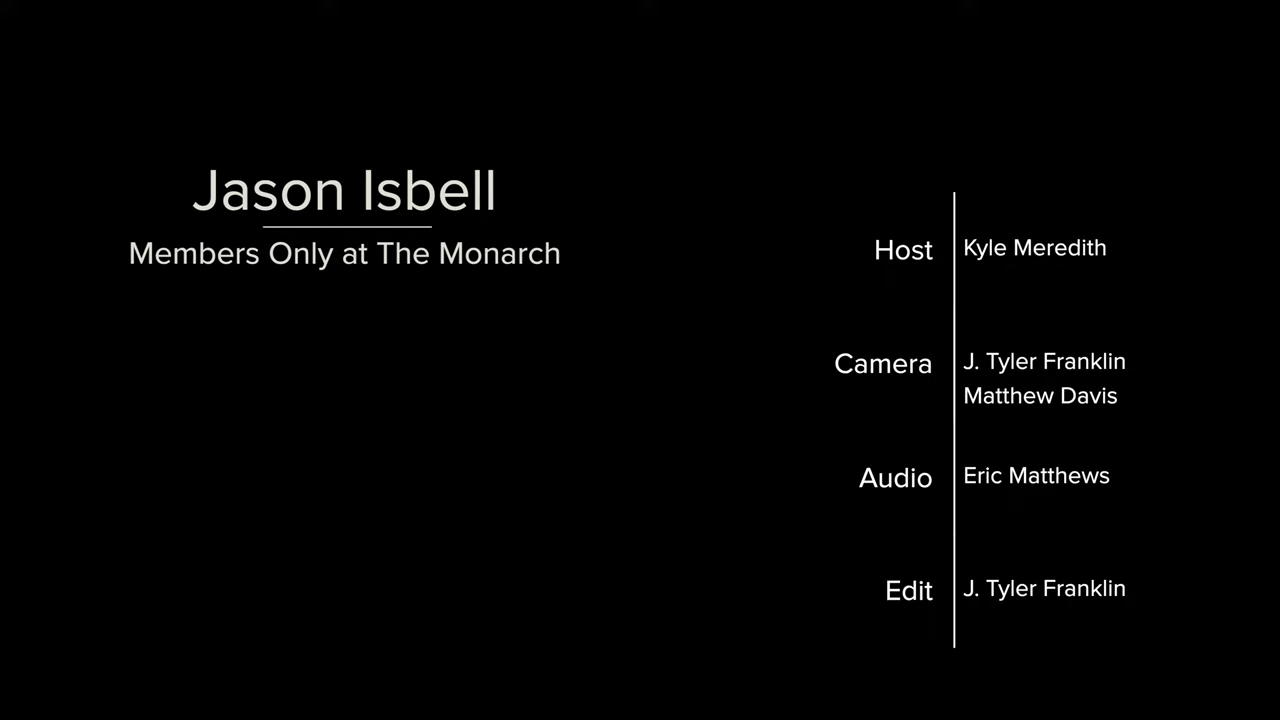 Jason Isbell
Members Only at The Monarch
Host Kyle Meredith
Camera J. Tyler Franklin
Matthew Davis
Audio Eric Matthews
Edit J. Tyler Franklin